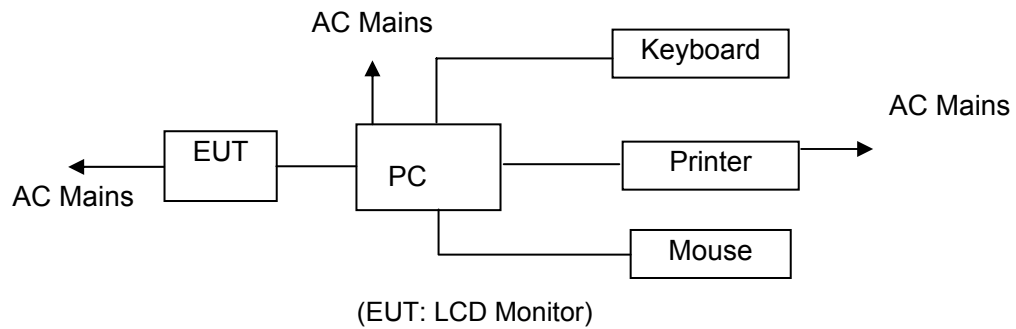 AC Mains
Keyboard
AC Mains
EUT
PC
Printer
AC Mains
Mouse
(EUT: LCD Monitor)